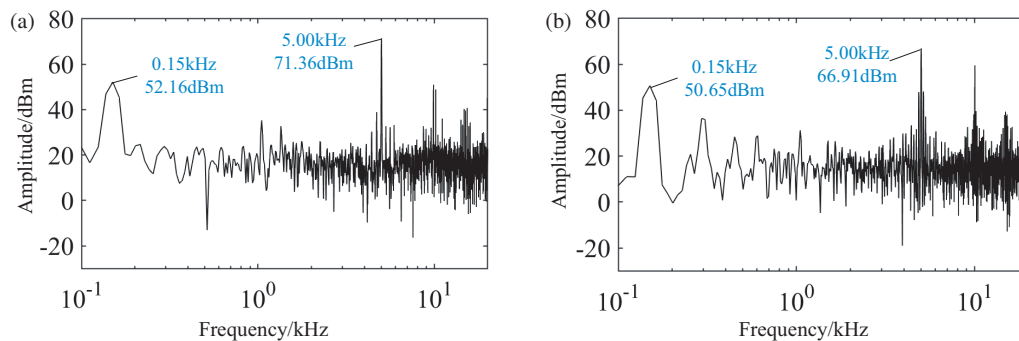 (a)
80
60
40
20
0
-20
Amplitude/dBm
0.15kHz
52.16dBm
5.00kHz
71.36dBm
10^-1
10^0
10^1
Frequency/kHz
(b)
80
60
40
20
0
-20
Amplitude/dBm
0.15kHz
50.65dBm
5.00kHz
66.91dBm
10^-1
10^0
10^1
Frequency/kHz